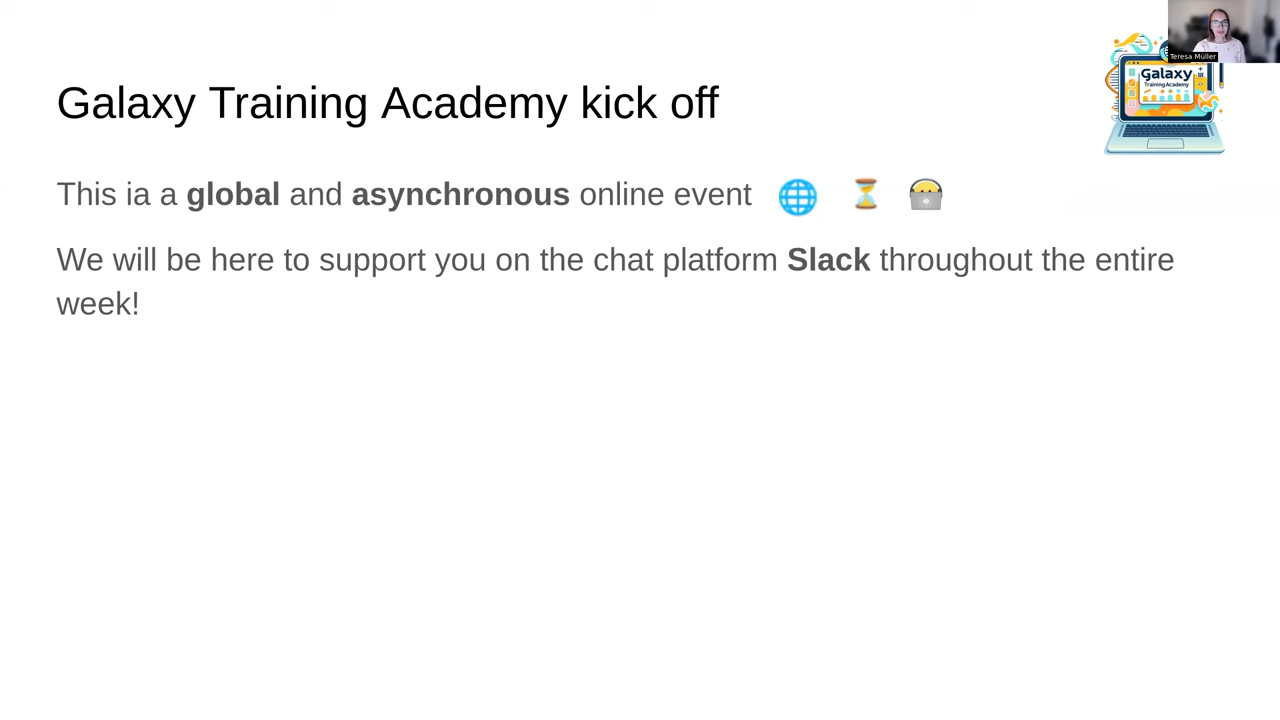 Teresa Müller
Galaxy
Training Academy
Galaxy Training Academy kick off
This ia a global and asynchronous online event
We will be here to support you on the chat platform Slack throughout the entire
week!